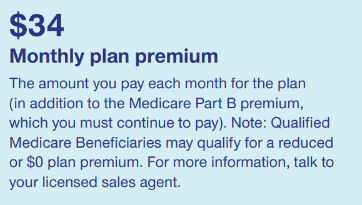 $34
Monthly plan premium
The amount you pay each month for the plan
(in addition to the Medicare Part B premium,
which you must continue to pay). Note: Qualified
Medicare Beneficiaries may qualify for a reduced
or $0 plan premium. For more information, talk to
your licensed sales agent.